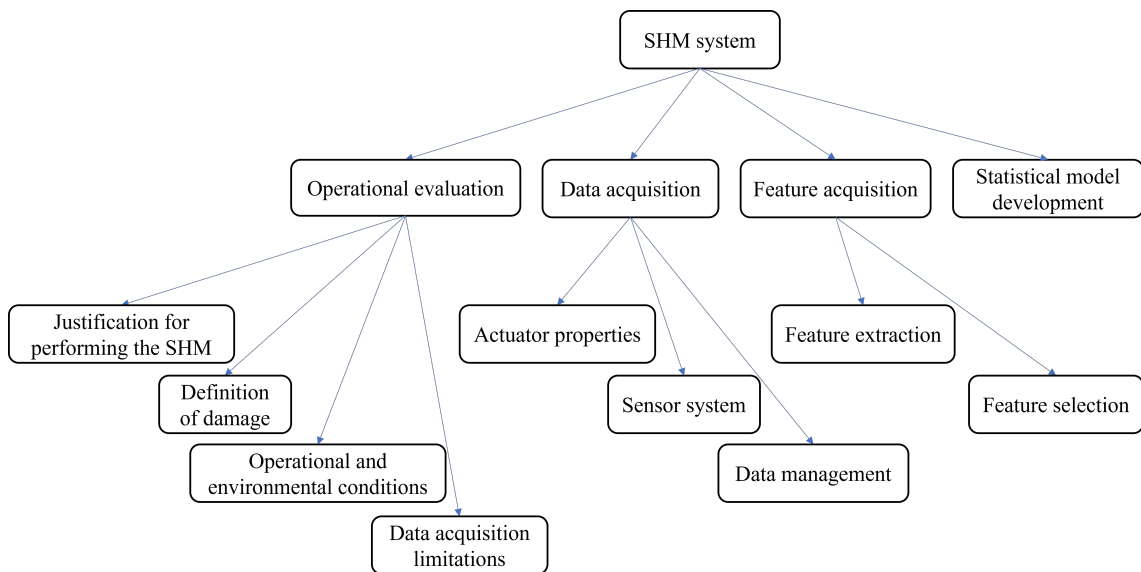 SHM system
Operational evaluation
Data acquisition
Feature acquisition
Statistical model
development
Justification for
performing the SHM
Actuator properties
Feature extraction
Definition
of damage
Sensor system
Feature selection
Operational and
environmental conditions
Data management
Data acquisition
limitations